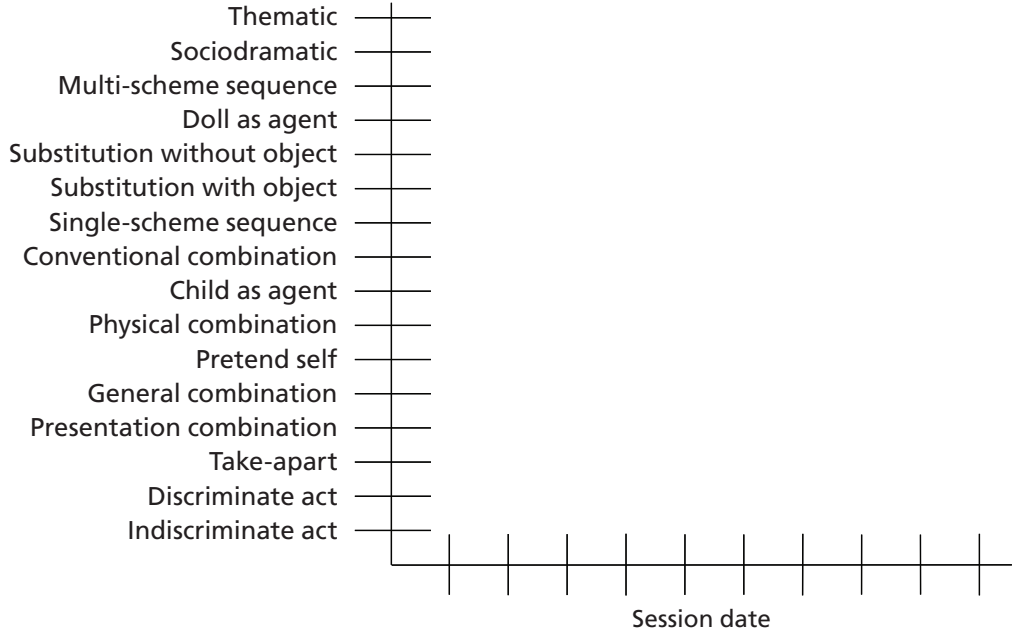 Thematic
Sociodramatic
Multi-scheme sequence
Doll as agent
Substitution without object
Substitution with object
Single-scheme sequence
Conventional combination
Child as agent
Physical combination
Pretend self
General combination
Presentation combination
Take-apart
Discriminate act
Indiscriminate act
Session date